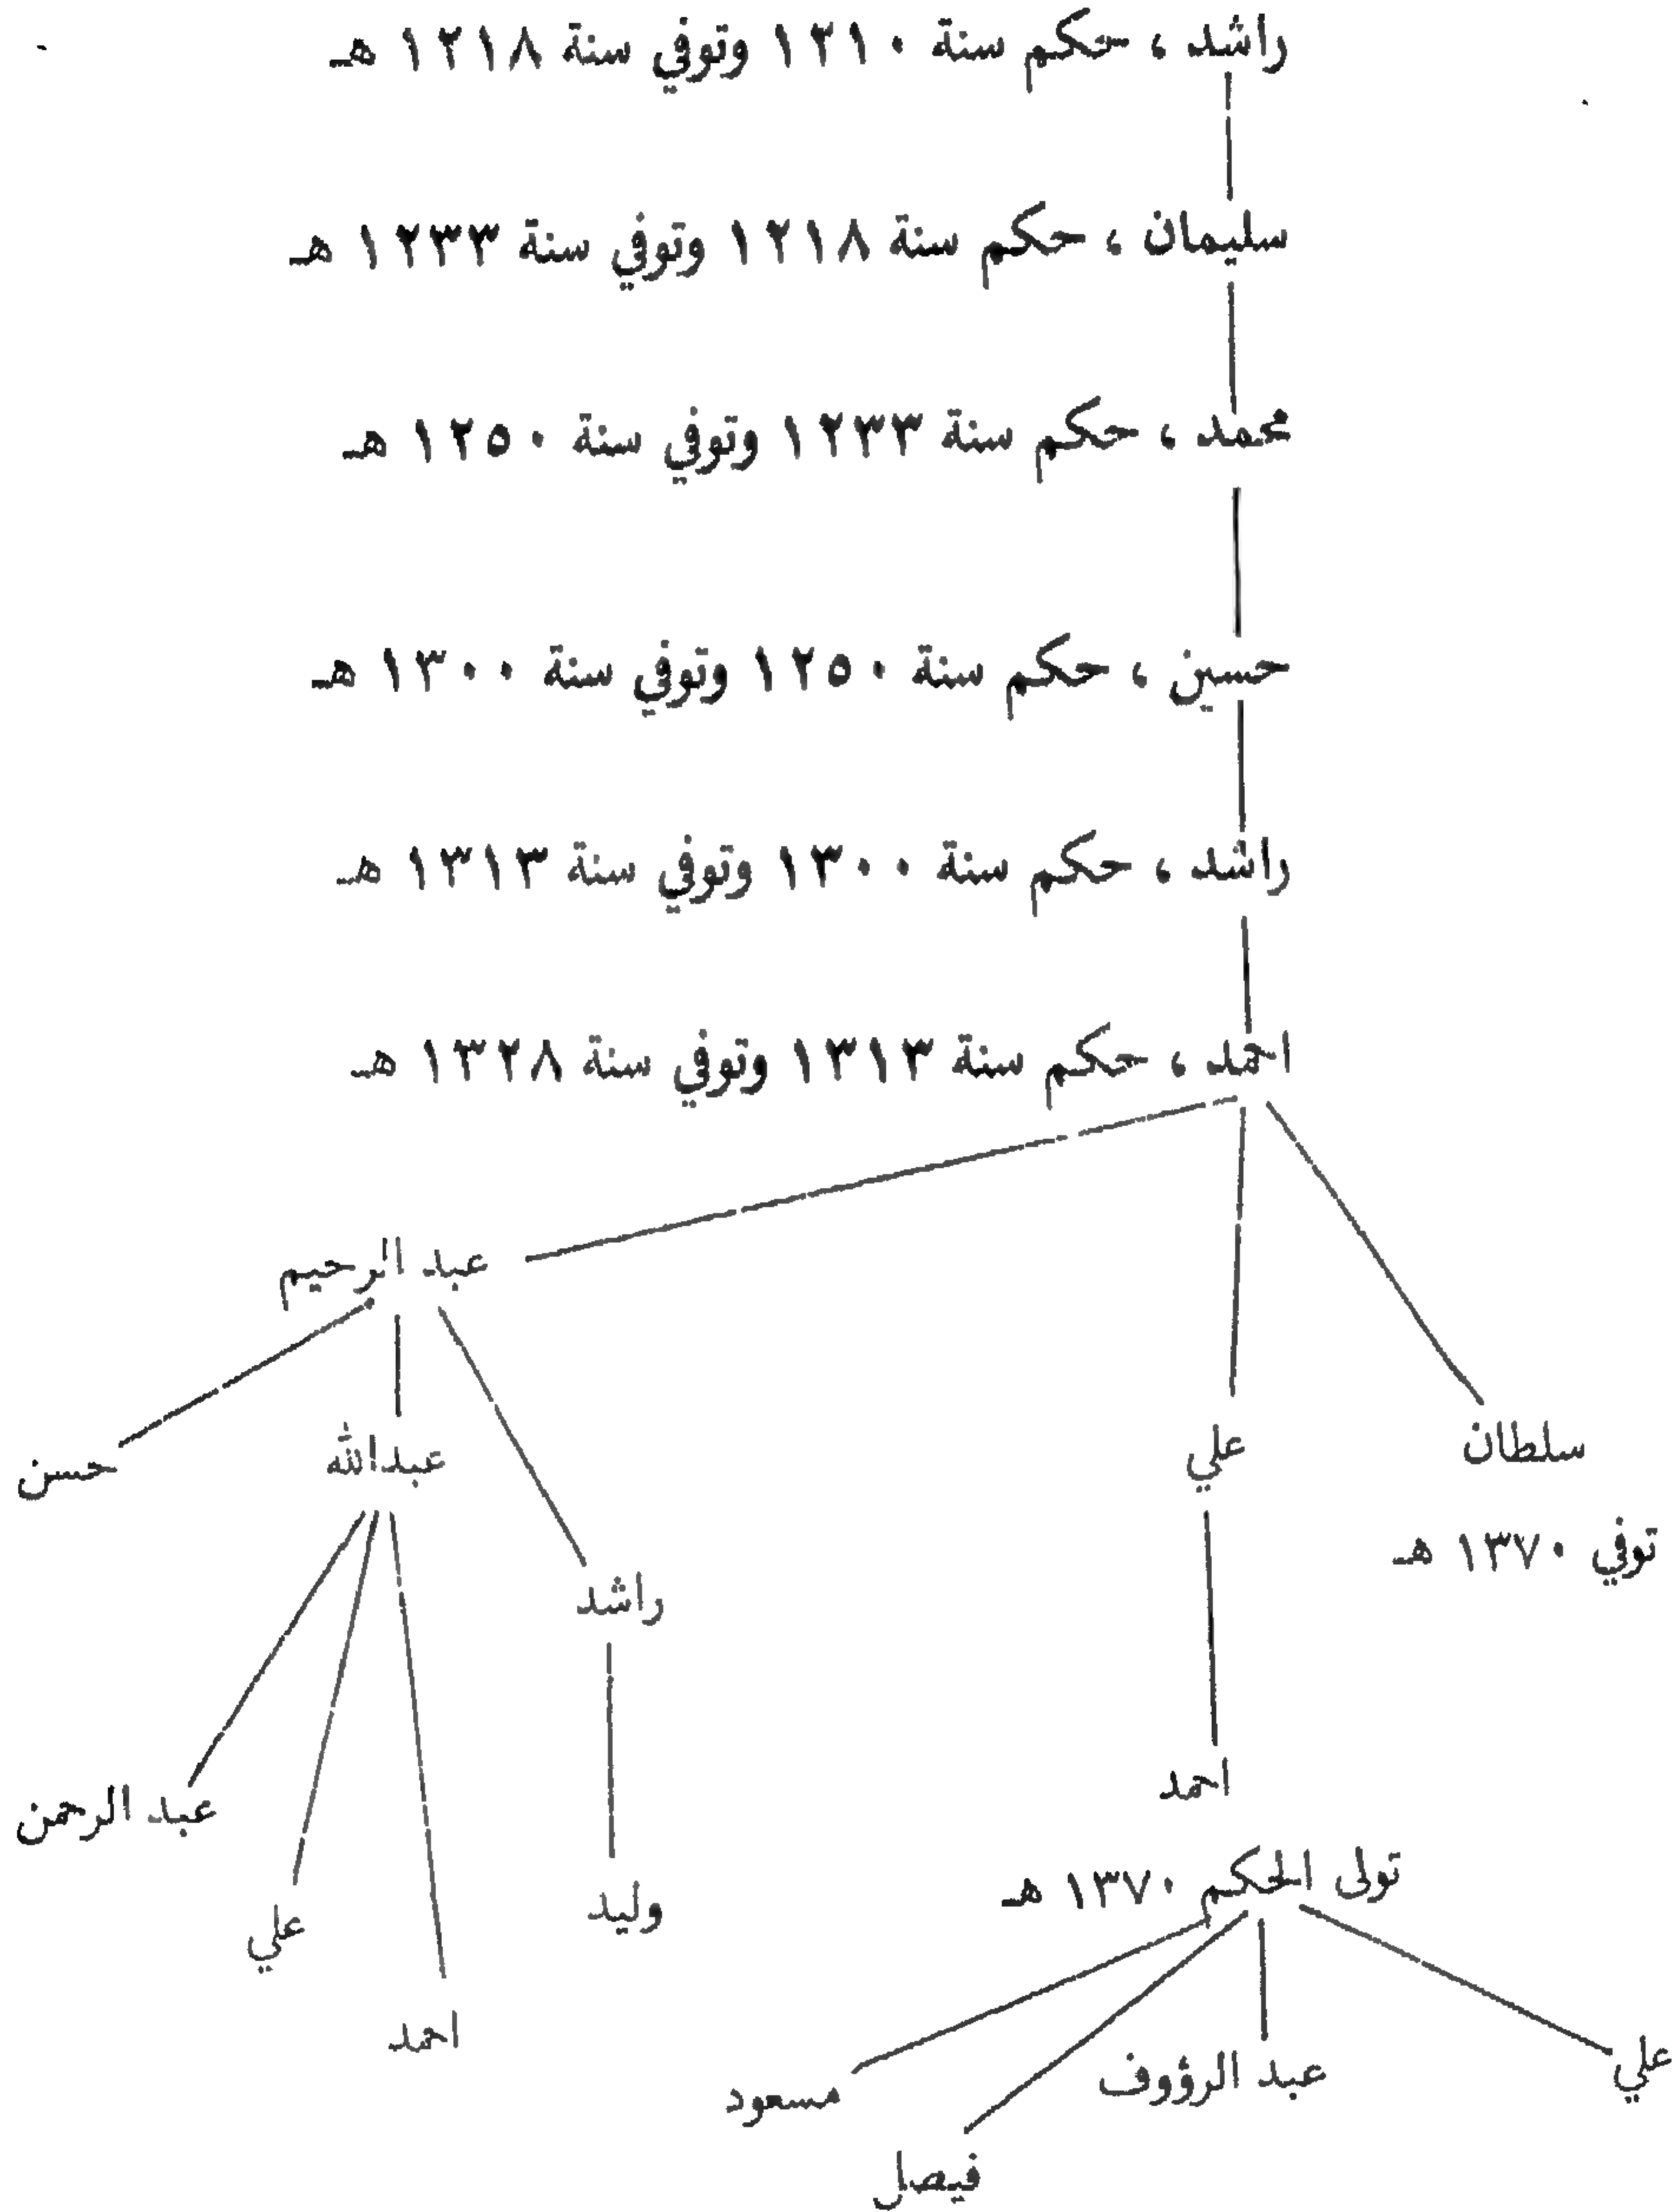 راشد ، حكم سنة ١٢١٠ وتوفي سنة ١٢١٨ هـ
سليمان ، حكم سنة ١٢١٨ وتوفي سنة ١٢٣٣ هـ
محمد ، حكم سنة ١٢٣٣ وتوفي سنة ١٢٥٠ هـ
حسين ، حكم سنة ١٢٥٠ وتوفي سنة ١٣٠٠ هـ
راشد ، حكم سنة ١٣٠٠ وتوفي سنة ١٣١٣ هـ
احمد ، حكم سنة ١٣١٣ وتوفي سنة ١٣٢٨ هـ
عبد الرحيم
سلطان
علي
عبدالله
حسن
توفي ١٣٧٠ هـ
راشد
احمد
عبد الرحمن
تولى الحكم ١٣٧٠ هـ
وليد
علي
احمد
علي
عبد الرؤوف
مسعود
فيصل